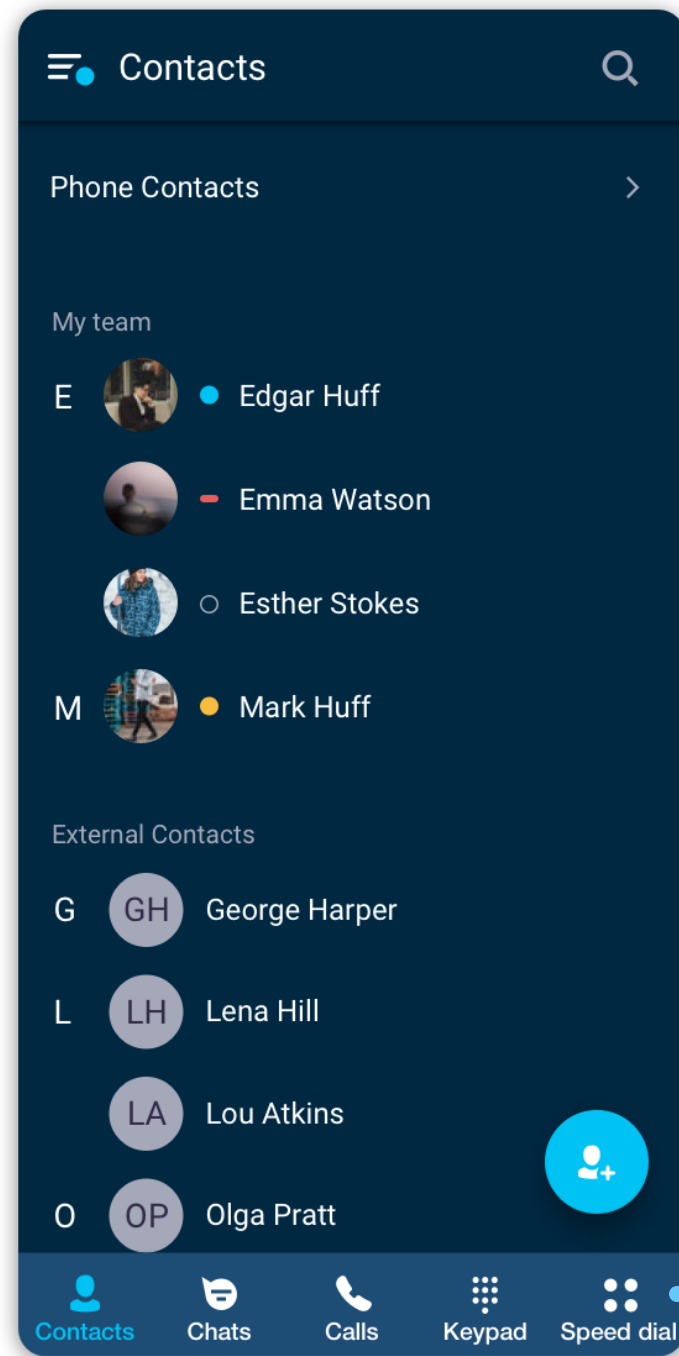 Contacts
Phone Contacts
My team
E Edgar Huff
Emma Watson
Esther Stokes
M Mark Huff
External Contacts
G GH George Harper
L LH Lena Hill
LA Lou Atkins
O OP Olga Pratt
Contacts Chats Calls Keypad Speed dial